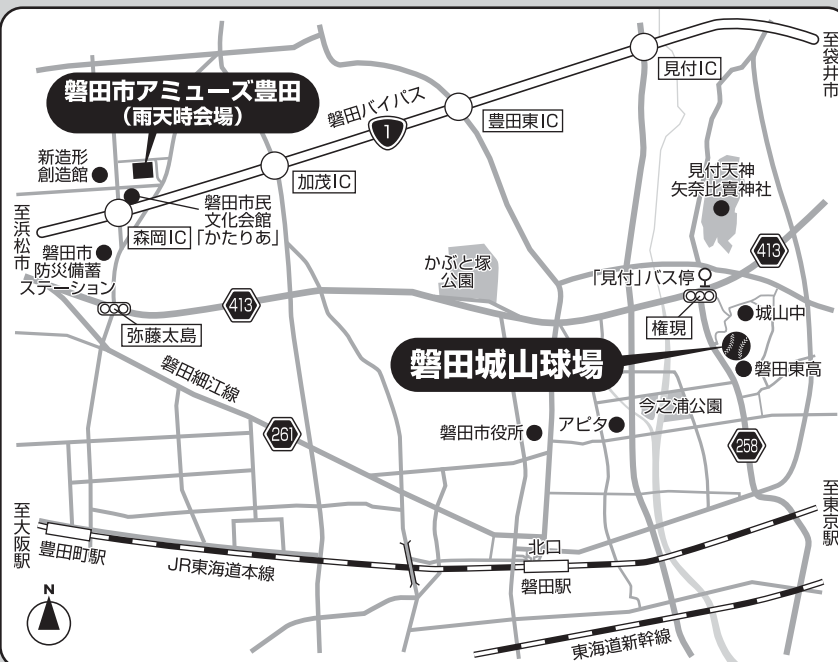 磐田市アミューズ豊田
(雨天時会場)
磐田バイパス
1
見付IC
至袋井市
豊田東IC
新造形
創造館
加茂IC
見付天神
矢奈比賣神社
至浜松市
森岡IC
磐田市民
文化会館
「かたりあ」
磐田市
防災備蓄
ステーション
かぶと塚
公園
413
「見付」バス停
413
弥藤太島
権現
城山中
磐田城山球場
磐田東高
磐田細江線
今之浦公園
アピタ
磐田市役所
261
258
至大阪駅
豊田町駅
JR東海道本線
北口
磐田駅
至東京駅
N
東海道新幹線